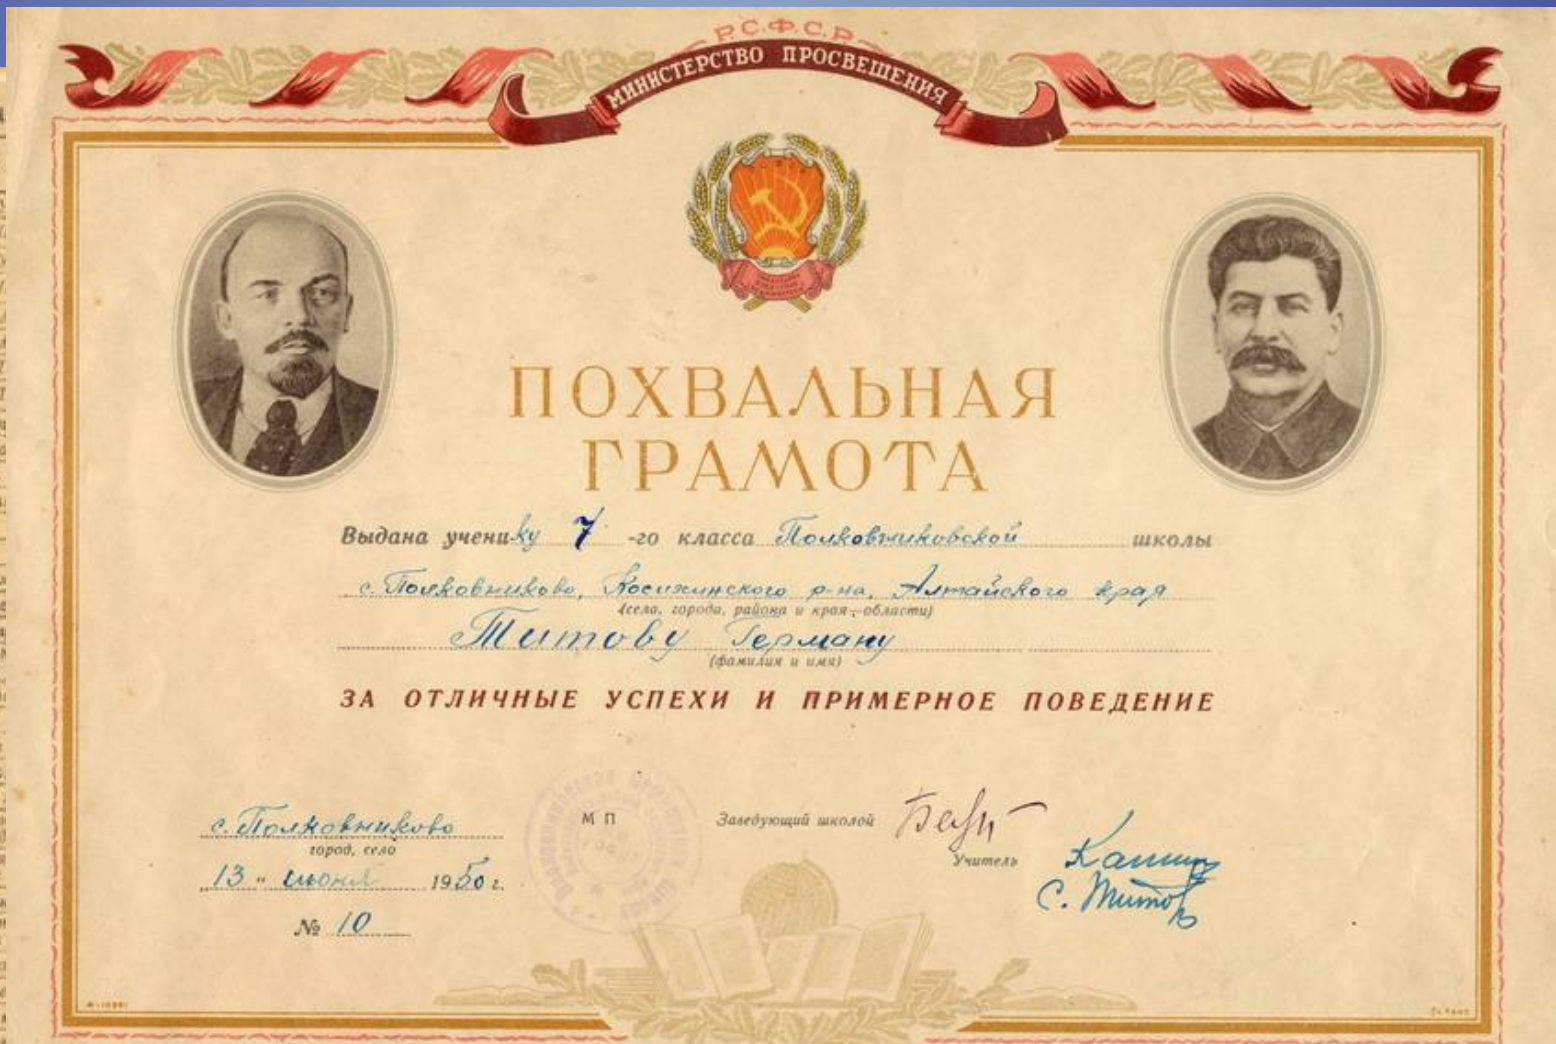 Р.С.Ф.С.Р.
МИНИСТЕРСТВО ПРОСВЕЩЕНИЯ
ПОХВАЛЬНАЯ
ГРАМОТА
Выдана ученику 7-го класса Полковниковской школы
с. Полковниково, Косихинского р-на, Алтайского края
(села, города, района и края, области)
Титову Герману
(фамилия и имя)
ЗА ОТЛИЧНЫЕ УСПЕХИ И ПРИМЕРНОЕ ПОВЕДЕНИЕ
с. Полковниково
город, село
„13“ июня 1950 г.
№ 10
М П
Заведующий школой
Учитель
С. Титов